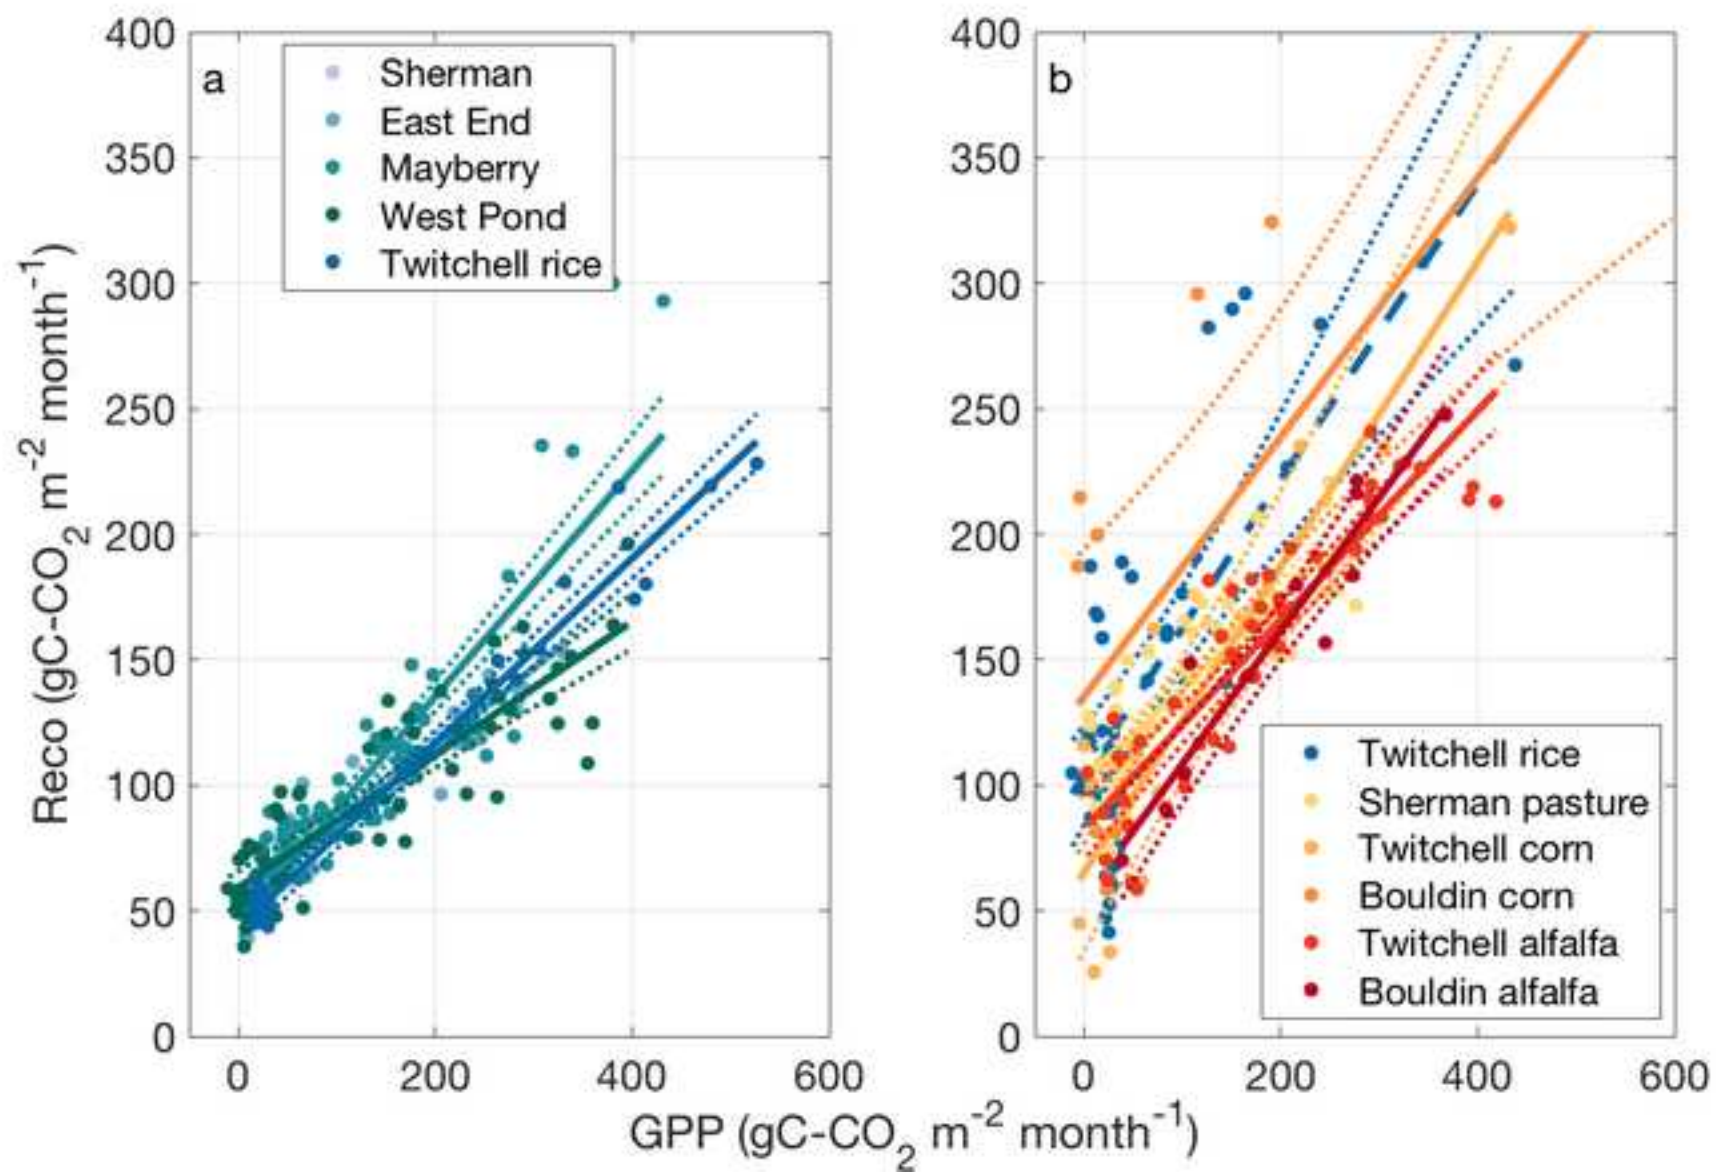 a
400
350
300
250
200
150
100
50
0
0
200
400
600
Sherman
East End
Mayberry
West Pond
Twitchell rice
Reco (gC-CO2 m-2 month-1)
b
400
350
300
250
200
150
100
50
0
0
200
400
600
Twitchell rice
Sherman pasture
Twitchell corn
Bouldin corn
Twitchell alfalfa
Bouldin alfalfa
GPP (gC-CO2 m-2 month-1)